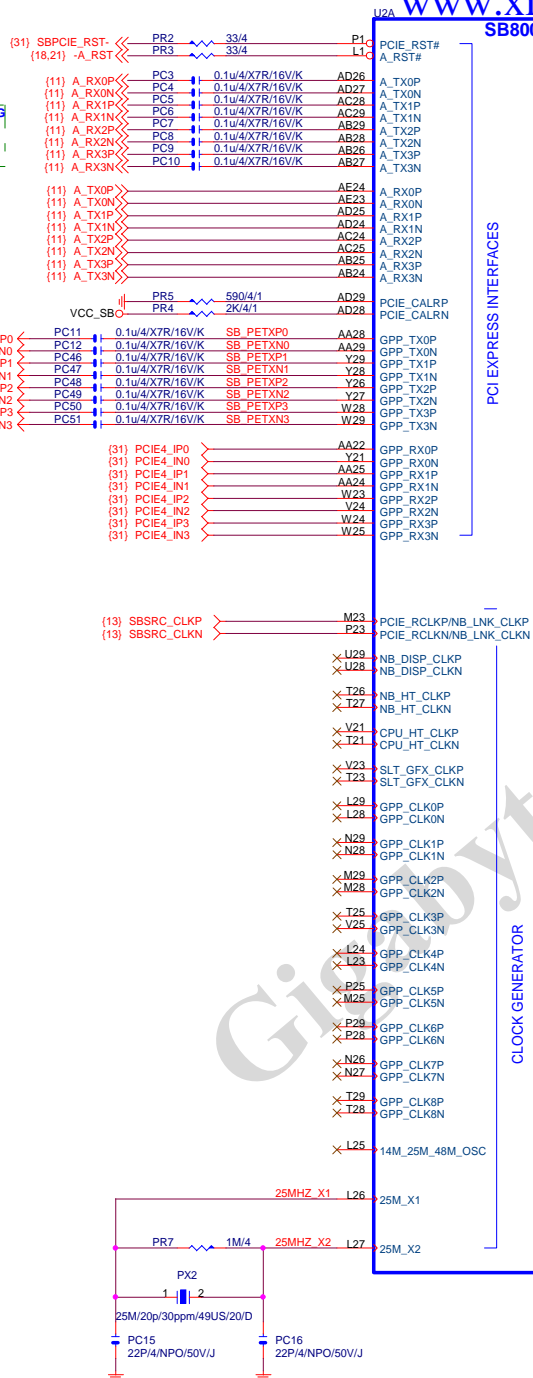 WWW.XI
U2A
SB800
{31} SBPCIE_RST- PR2 33/4 P1 PCIE_RST#
{18,21} -A_RST PR3 33/4 L1 A_RST#
{11} A_RX0P PC3 0.1u/4/X7R/16V/K AD26 A_TX0P
{11} A_RX0N PC4 0.1u/4/X7R/16V/K AD27 A_TX0N
{11} A_RX1P PC5 0.1u/4/X7R/16V/K AC28 A_TX1P
{11} A_RX1N PC6 0.1u/4/X7R/16V/K AC29 A_TX1N
{11} A_RX2P PC7 0.1u/4/X7R/16V/K AB29 A_TX2P
{11} A_RX2N PC8 0.1u/4/X7R/16V/K AB28 A_TX2N
{11} A_RX3P PC9 0.1u/4/X7R/16V/K AB26 A_TX3P
{11} A_RX3N PC10 0.1u/4/X7R/16V/K AB27 A_TX3N
{11} A_TX0P AE24 A_RX0P
{11} A_TX0N AE23 A_RX0N
{11} A_TX1P AD25 A_RX1P
{11} A_TX1N AD24 A_RX1N
{11} A_TX2P AC24 A_RX2P
{11} A_TX2N AC25 A_RX2N
{11} A_TX3P AB25 A_RX3P
{11} A_TX3N AB24 A_RX3N
PR5 590/4/1 AD29 PCIE_CALRP
VCC_SB PR4 2K/4/1 AD28 PCIE_CALRN
P0 PC11 0.1u/4/X7R/16V/K SB_PETXP0 AA28 GPP_TX0P
N0 PC12 0.1u/4/X7R/16V/K SB_PETXN0 AA29 GPP_TX0N
P1 PC46 0.1u/4/X7R/16V/K SB_PETXP1 Y29 GPP_TX1P
N1 PC47 0.1u/4/X7R/16V/K SB_PETXN1 Y28 GPP_TX1N
P2 PC48 0.1u/4/X7R/16V/K SB_PETXP2 Y26 GPP_TX2P
N2 PC49 0.1u/4/X7R/16V/K SB_PETXN2 Y27 GPP_TX2N
P3 PC50 0.1u/4/X7R/16V/K SB_PETXP3 W28 GPP_TX3P
N3 PC51 0.1u/4/X7R/16V/K SB_PETXN3 W29 GPP_TX3N
{31} PCIE4_IP0 AA22 GPP_RX0P
{31} PCIE4_IN0 Y21 GPP_RX0N
{31} PCIE4_IP1 AA25 GPP_RX1P
{31} PCIE4_IN1 AA24 GPP_RX1N
{31} PCIE4_IP2 W23 GPP_RX2P
{31} PCIE4_IN2 V24 GPP_RX2N
{31} PCIE4_IP3 W24 GPP_RX3P
{31} PCIE4_IN3 W25 GPP_RX3N
PCI EXPRESS INTERFACES
{13} SBSRC_CLKP M23 PCIE_RCLKP/NB_LNK_CLKP
{13} SBSRC_CLKN P23 PCIE_RCLKN/NB_LNK_CLKN
U29 NB_DISP_CLKP
U28 NB_DISP_CLKN
T26 NB_HT_CLKP
T27 NB_HT_CLKN
V21 CPU_HT_CLKP
T21 CPU_HT_CLKN
V23 SLT_GFX_CLKP
T23 SLT_GFX_CLKN
L29 GPP_CLK0P
L28 GPP_CLK0N
N29 GPP_CLK1P
N28 GPP_CLK1N
M29 GPP_CLK2P
M28 GPP_CLK2N
T25 GPP_CLK3P
V25 GPP_CLK3N
L24 GPP_CLK4P
L23 GPP_CLK4N
P25 GPP_CLK5P
M25 GPP_CLK5N
P29 GPP_CLK6P
P28 GPP_CLK6N
N26 GPP_CLK7P
N27 GPP_CLK7N
T29 GPP_CLK8P
T28 GPP_CLK8N
L25 14M_25M_48M_OSC
CLOCK GENERATOR
Gigabyt
25MHZ_X1 L26 25M_X1
PR7 1M/4 25MHZ_X2 L27 25M_X2
PX2
1 2
25M/20p/30ppm/49US/20/D
PC15 PC16
22P/4/NPO/50V/J 22P/4/NPO/50V/J